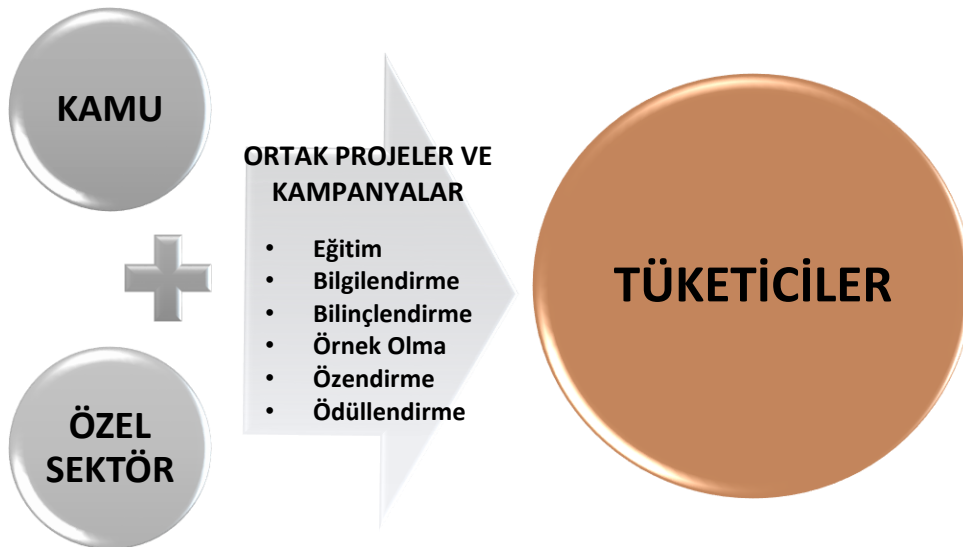 KAMU
ÖZEL
SEKTÖR
ORTAK PROJELER VE
KAMPANYALAR
• Eğitim
• Bilgilendirme
• Bilinçlendirme
• Örnek Olma
• Özendirme
• Ödüllendirme
TÜKETİCİLER